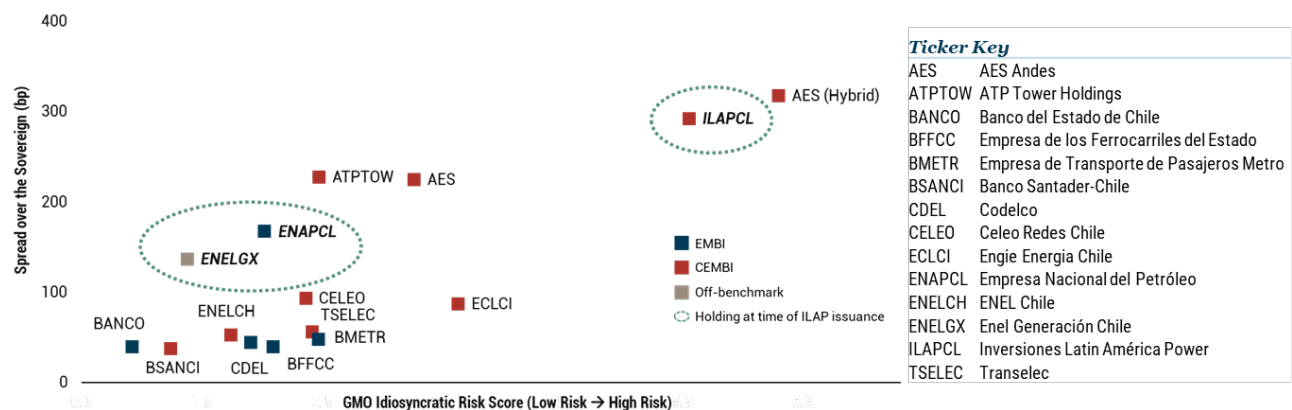 400
300
200
100
0
Spread over the Sovereign (bp)
AES (Hybrid)
ILAPCL
ATPTOW
AES
ENAPCL
ENELGX
EMBI
CEMBI
Off-benchmark
Holding at time of ILAP issuance
CELEO
ECLCI
ENELCH
TSELEC
BANCO
BMETR
BSANCI
CDEL
BFFCC
GMO Idiosyncratic Risk Score (Low Risk → High Risk)
Ticker Key
AES AES Andes
ATPTOW ATP Tower Holdings
BANCO Banco del Estado de Chile
BFFCC Empresa de los Ferrocarriles del Estado
BMETR Empresa de Transporte de Pasajeros Metro
BSANCI Banco Santader-Chile
CDEL Codelco
CELEO Celeo Redes Chile
ECLCI Engie Energia Chile
ENAPCL Empresa Nacional del Petróleo
ENELCH ENEL Chile
ENELGX Enel Generación Chile
ILAPCL Inversiones Latin América Power
TSELEC Transelec